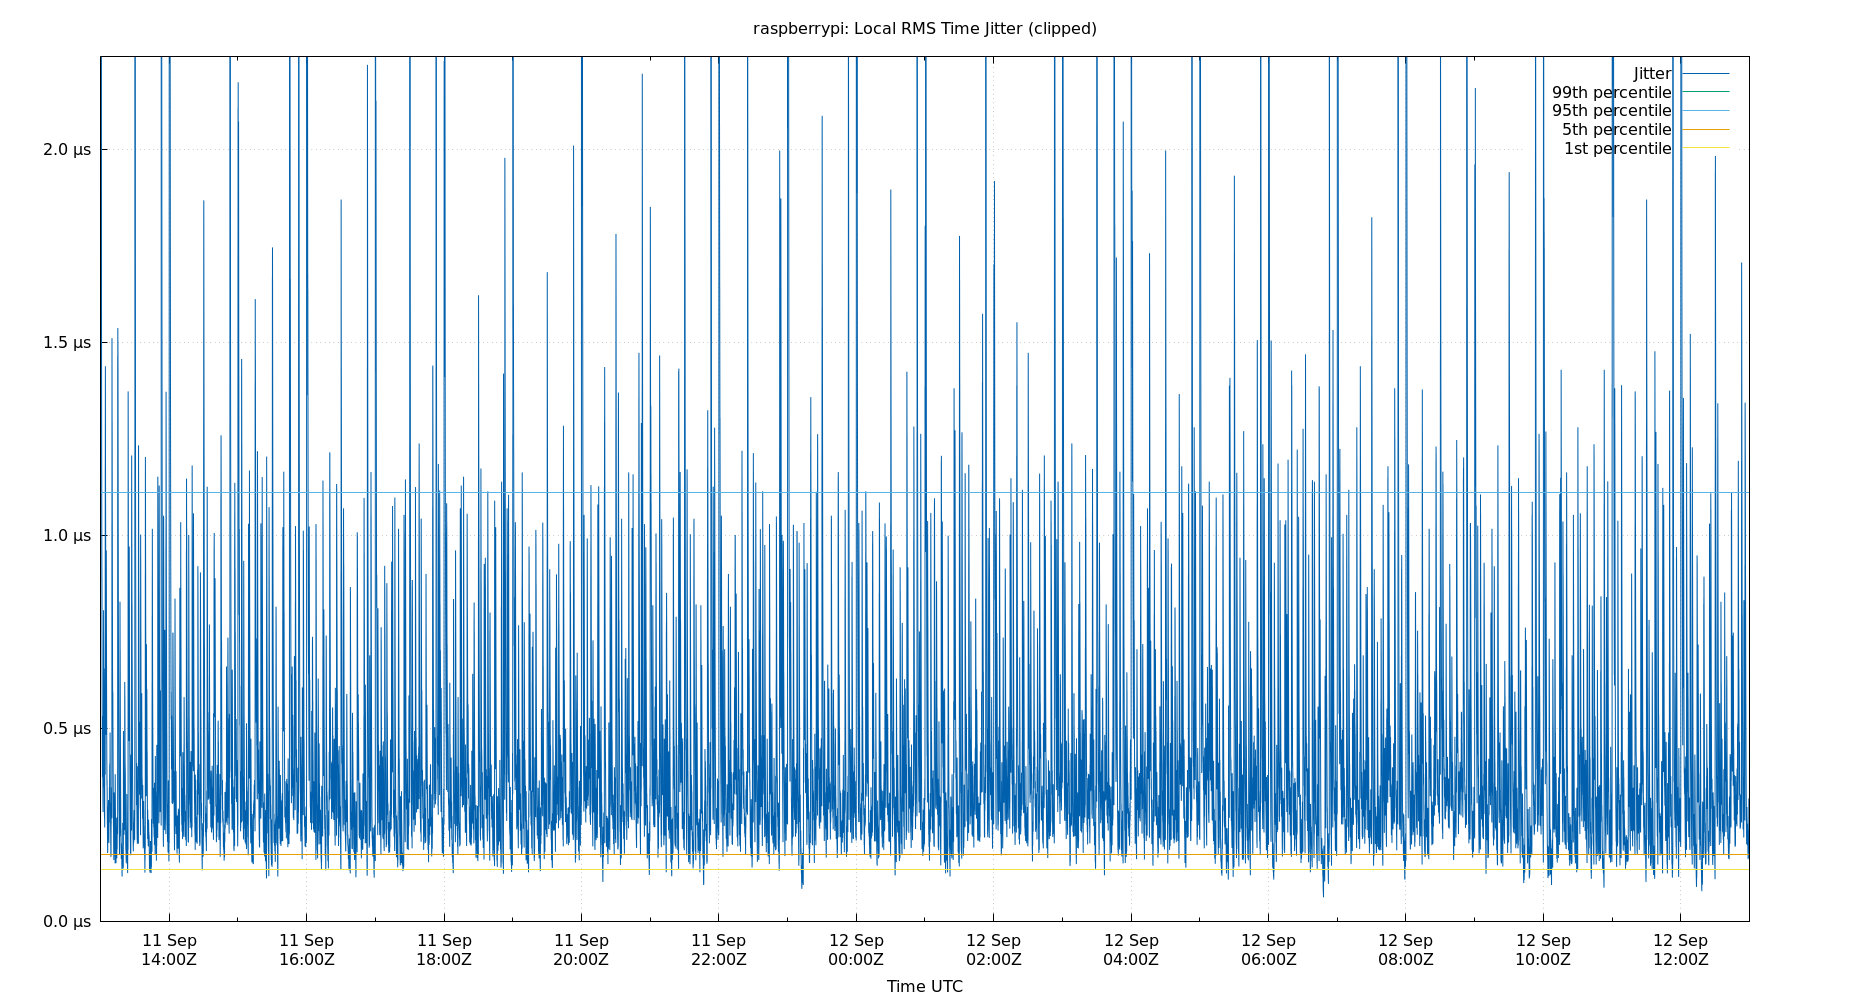 raspberrypi: Local RMS Time Jitter (clipped)
Jitter
99th percentile
95th percentile
5th percentile
1st percentile
2.0 µs
1.5 µs
1.0 µs
0.5 µs
0.0 µs
11 Sep 11 Sep 11 Sep 11 Sep 11 Sep 12 Sep 12 Sep 12 Sep 12 Sep 12 Sep 12 Sep 12 Sep
14:00Z 16:00Z 18:00Z 20:00Z 22:00Z 00:00Z 02:00Z 04:00Z 06:00Z 08:00Z 10:00Z 12:00Z
Time UTC